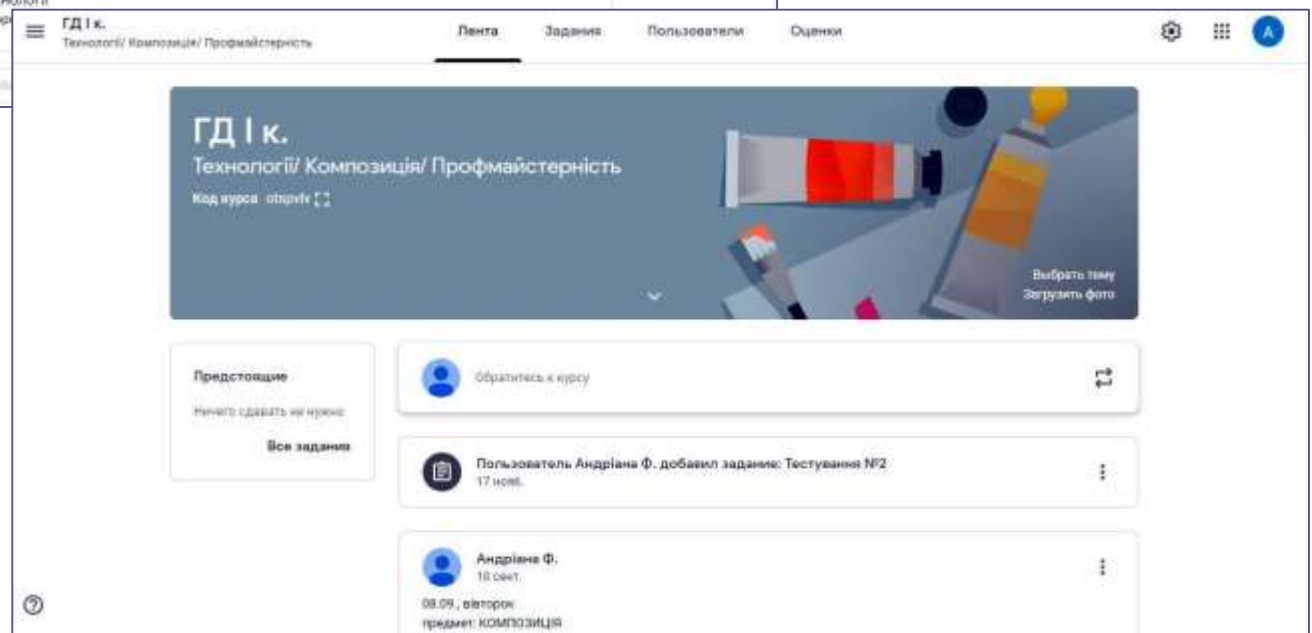 ГД І к.
Технології/ Композиція/ Профмайстерність
Лента Задания Пользователи Оценки
А
ГД І к.
Технології/ Композиція/ Профмайстерність
Код курса
Выбрать тему
Загрузить фото
Предстоящие
Ничего сдавать не нужно
Все задания
Обратитесь к курсу
Пользователь Андріана Ф. добавил задание: Тестування №2
17 нояб.
Андріана Ф.
18 сент.
08.09., вівторок
предмет: КОМПОЗИЦІЯ